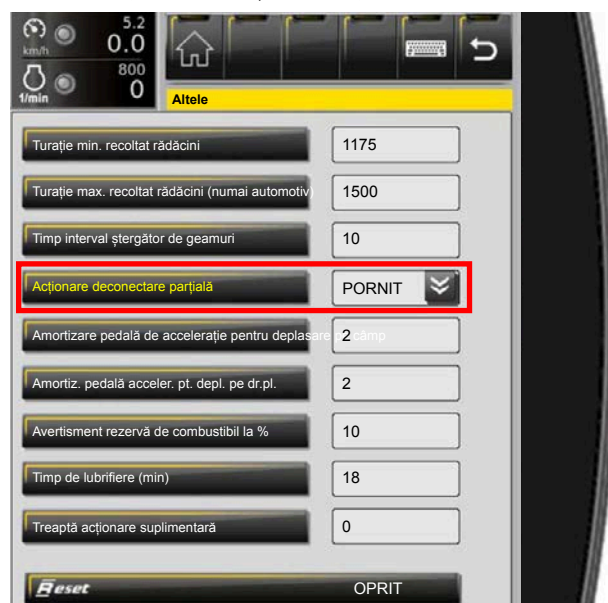 5.2
km/h 0.0
800
1/min 0
Altele
Turație min. recoltat rădăcini 1175
Turație max. recoltat rădăcini (numai automotiv) 1500
Timp interval ștergător de geamuri 10
Acționare deconectare parțială PORNIT
Amortizare pedală de accelerație pentru deplasare pe câmp 2
Amortiz. pedală acceler. pt. depl. pe dr.pl. 2
Avertisment rezervă de combustibil la % 10
Timp de lubrifiere (min) 18
Treaptă acționare suplimentară 0
Reset OPRIT